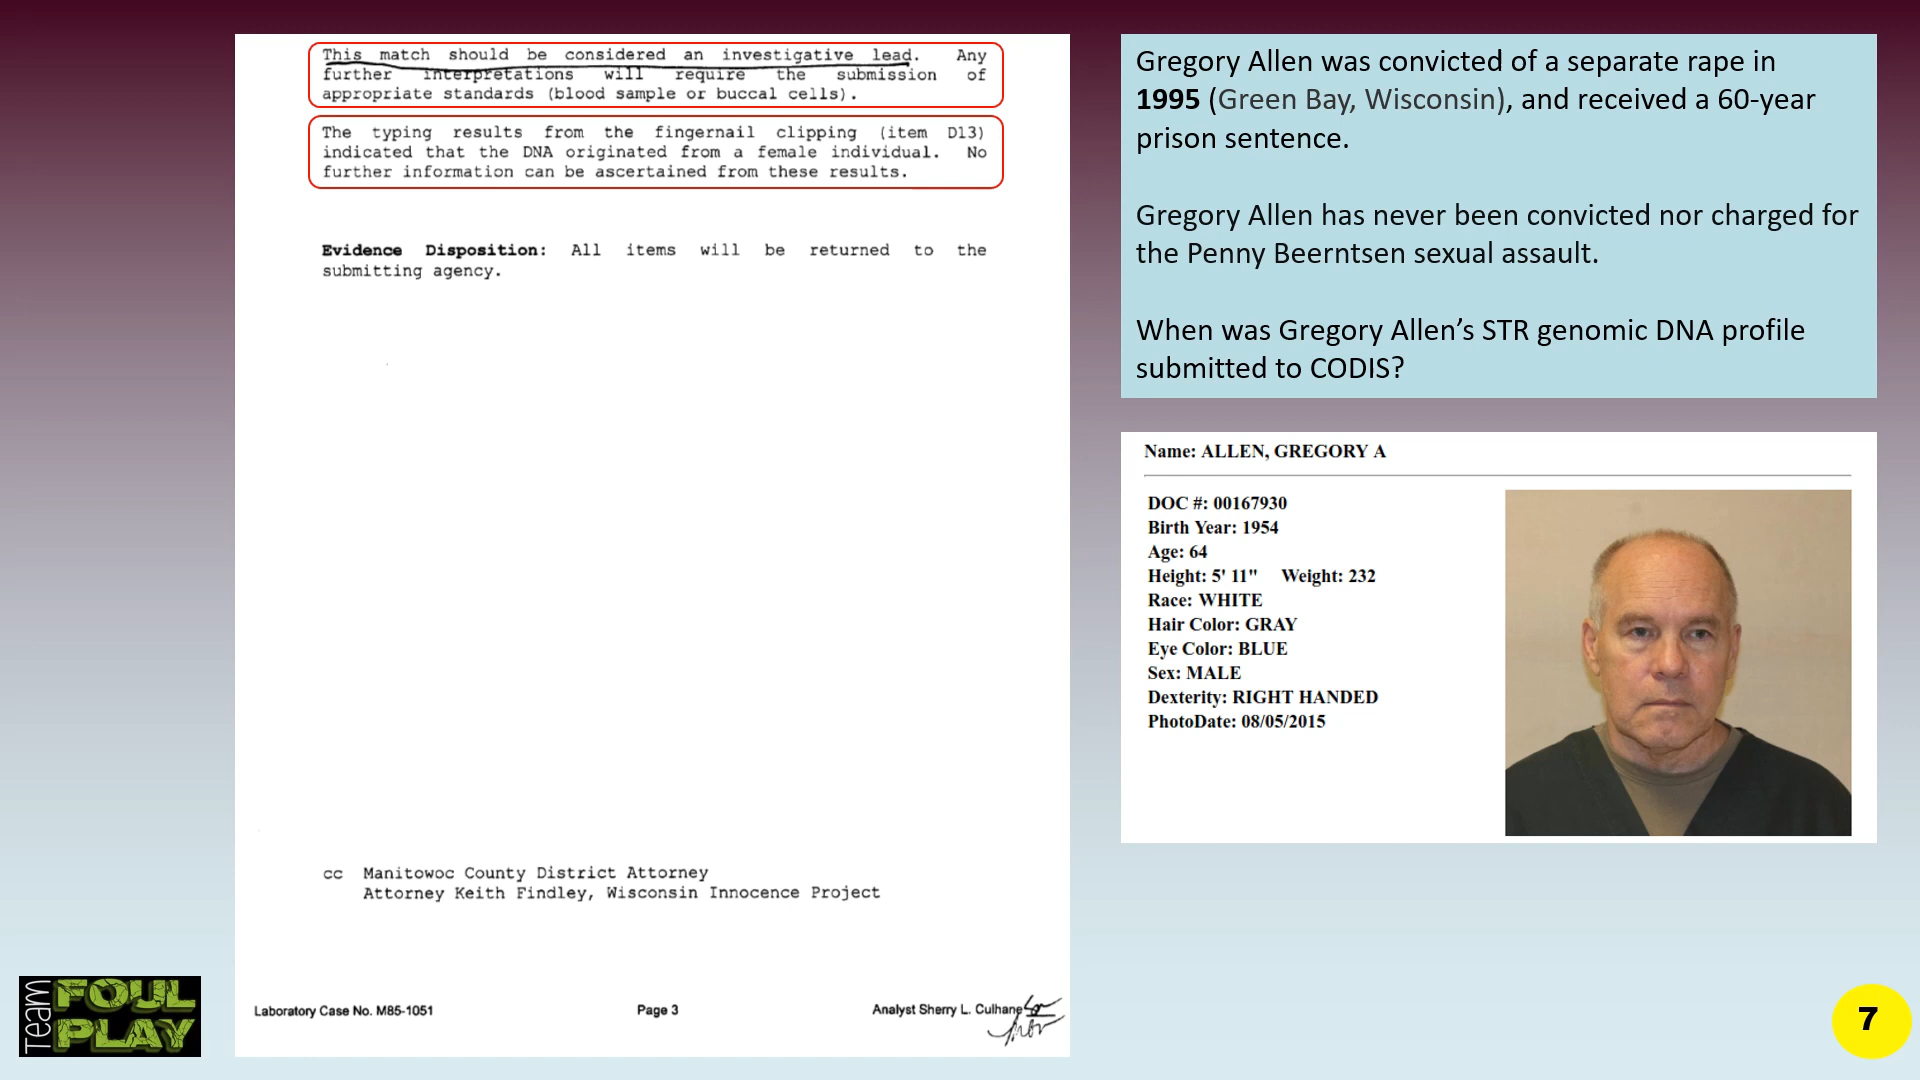 This match should be considered an investigative lead. Any
further interpretations will require the submission of
appropriate standards (blood sample or buccal cells).
The typing results from the fingernail clipping (item D13)
indicated that the DNA originated from a female individual. No
further information can be ascertained from these results.
Evidence Disposition: All items will be returned to the
submitting agency.
cc Manitowoc County District Attorney
Attorney Keith Findley, Wisconsin Innocence Project
Laboratory Case No. M85-1051
Page 3
Analyst Sherry L. Culhane
Gregory Allen was convicted of a separate rape in
1995 (Green Bay, Wisconsin), and received a 60-year
prison sentence.
Gregory Allen has never been convicted nor charged for
the Penny Beerntsen sexual assault.
When was Gregory Allen’s STR genomic DNA profile
submitted to CODIS?
Name: ALLEN, GREGORY A
DOC #: 00167930
Birth Year: 1954
Age: 64
Height: 5' 11" Weight: 232
Race: WHITE
Hair Color: GRAY
Eye Color: BLUE
Sex: MALE
Dexterity: RIGHT HANDED
PhotoDate: 08/05/2015
Team
FOUL
PLAY
7